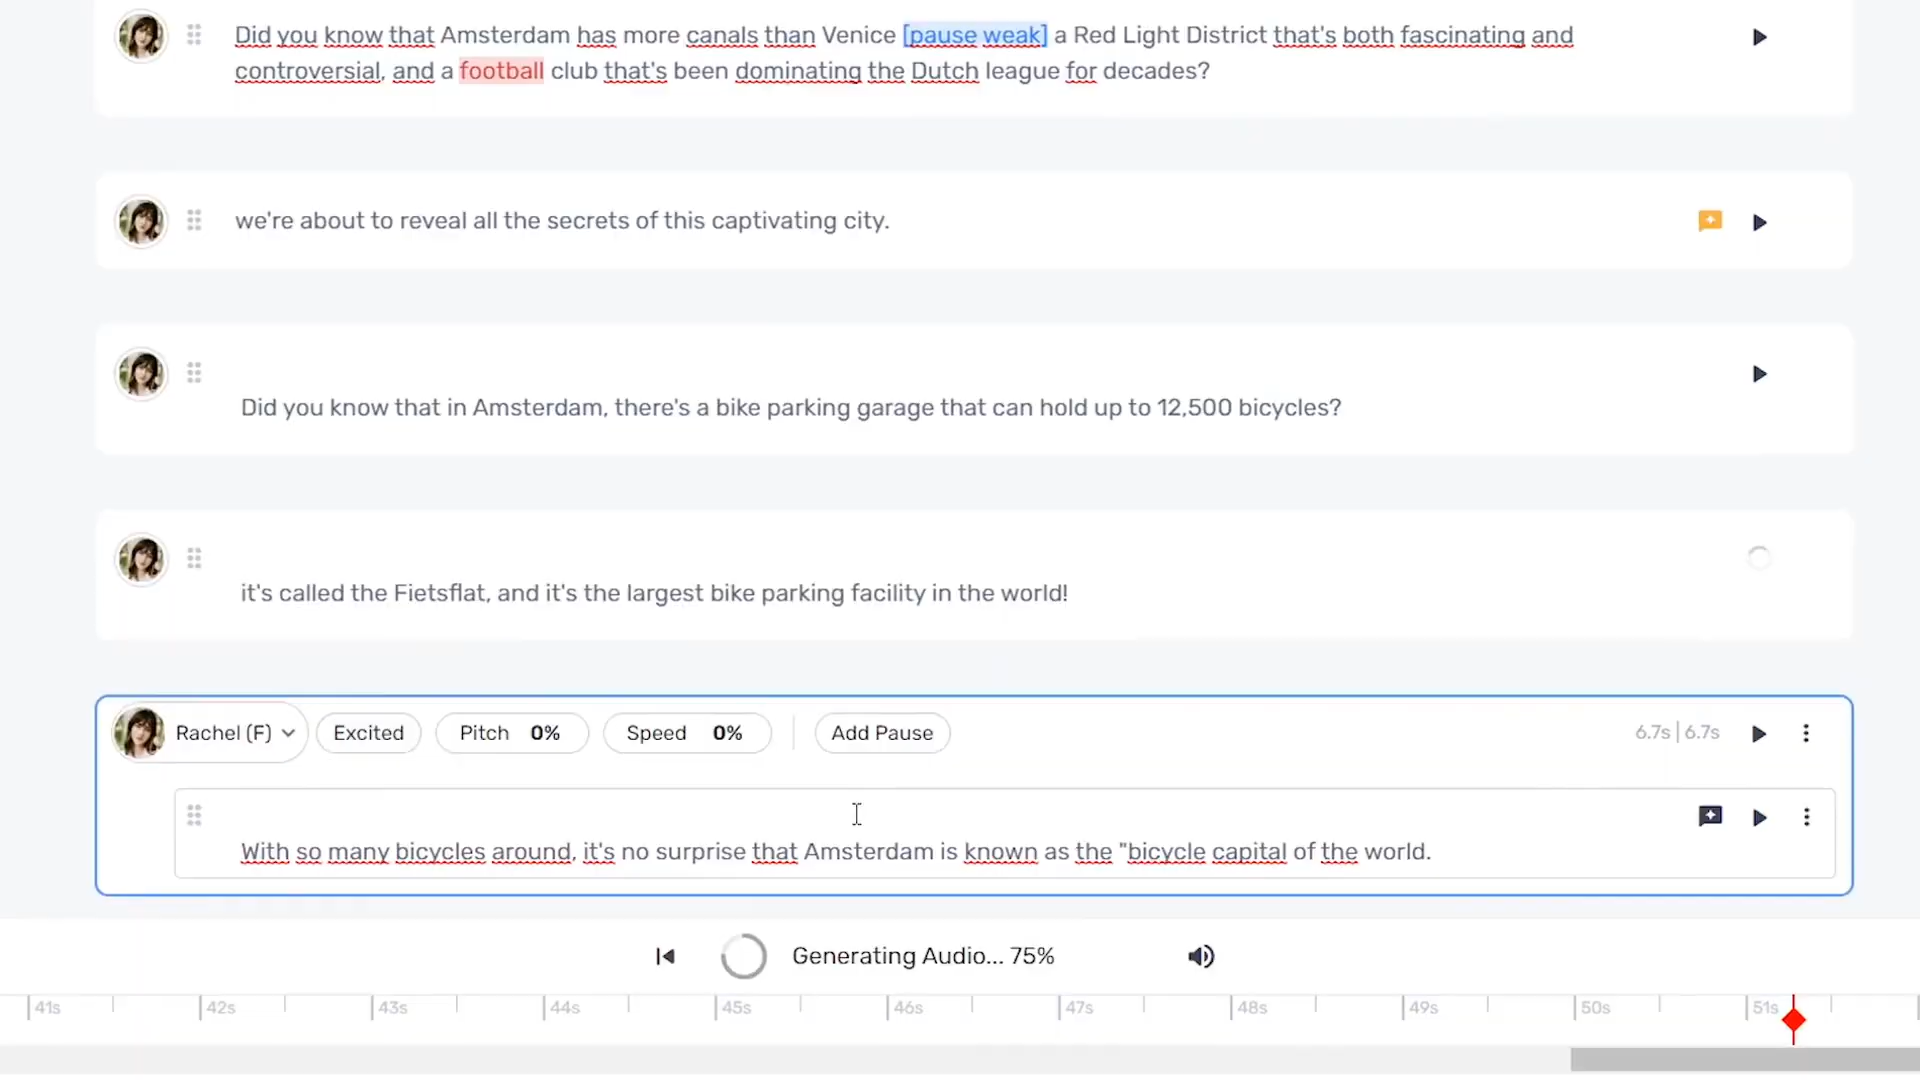 Did you know that Amsterdam has more canals than Venice [pause weak] a Red Light District that's both fascinating and
controversial, and a football club that's been dominating the Dutch league for decades?
we're about to reveal all the secrets of this captivating city.
Did you know that in Amsterdam, there's a bike parking garage that can hold up to 12,500 bicycles?
it's called the Fietsflat, and it's the largest bike parking facility in the world!
Rachel (F) Excited Pitch 0% Speed 0% Add Pause 6.7s | 6.7s
With so many bicycles around, it's no surprise that Amsterdam is known as the "bicycle capital of the world.
Generating Audio... 75%
41s 42s 43s 44s 45s 46s 47s 48s 49s 50s 51s